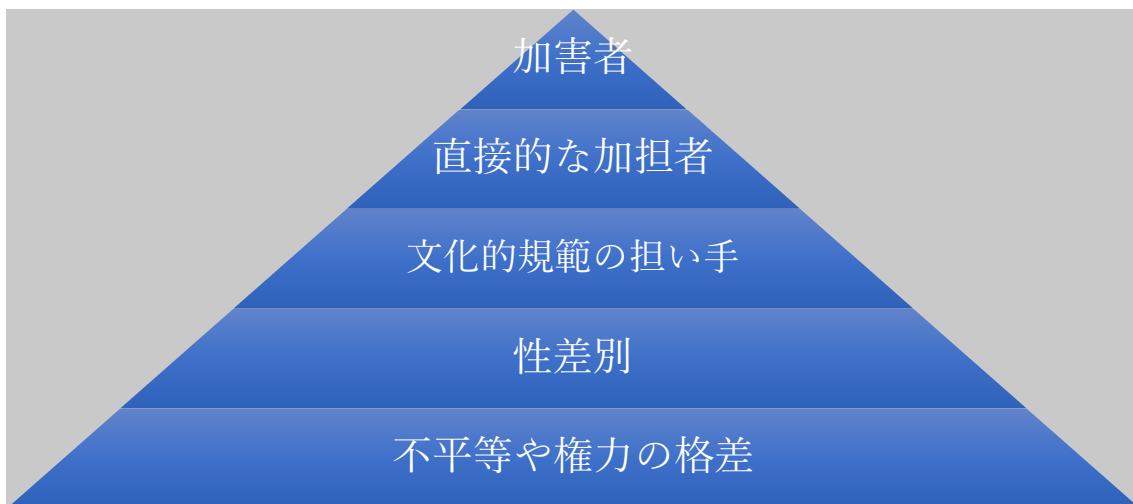 加害者
直接的な加担者
文化的規範の担い手
性差別
不平等や権力の格差